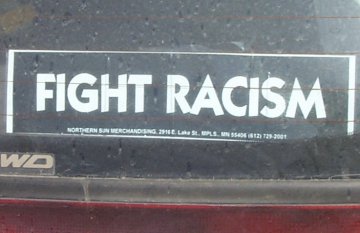 FIGHT RACISM
NORTHERN SUN MERCHANDISING, 2916 E. Lake St., MPLS., MN 55406 (612) 729-2001
WD